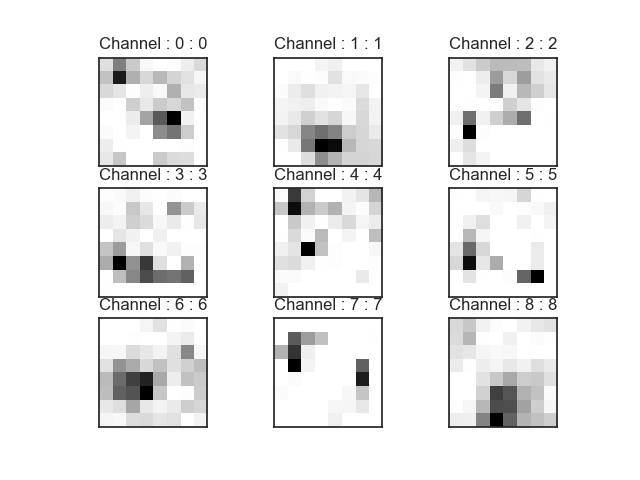 Channel : 0 : 0
Channel : 1 : 1
Channel : 2 : 2
Channel : 3 : 3
Channel : 4 : 4
Channel : 5 : 5
Channel : 6 : 6
Channel : 7 : 7
Channel : 8 : 8